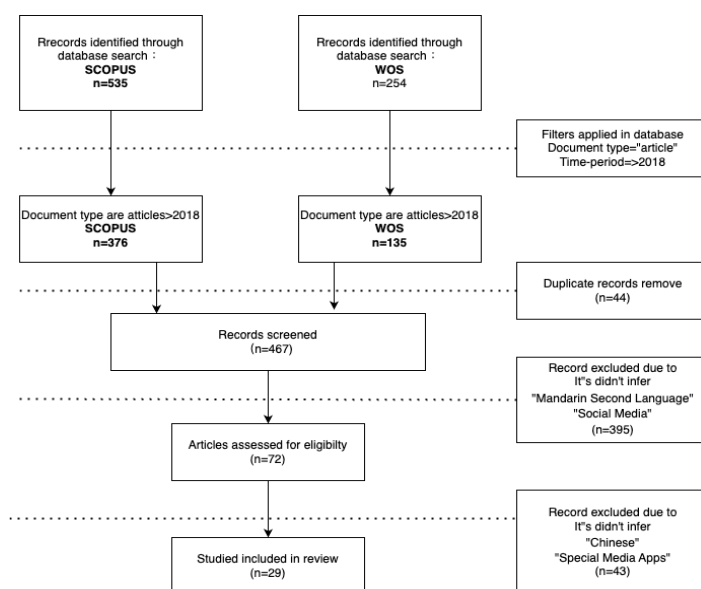 Rrecords identified through
database search：
SCOPUS
n=535
Rrecords identified through
database search：
WOS
n=254
Filters applied in database
Document type="article"
Time-period=>2018
Document type are atticles>2018
SCOPUS
n=376
Document type are atticles>2018
WOS
n=135
Duplicate records remove
(n=44)
Records screened
(n=467)
Record excluded due to
It"s didn't infer
"Mandarin Second Language"
"Social Media"
(n=395)
Articles assessed for eligibilty
(n=72)
Record excluded due to
It"s didn't infer
"Chinese"
"Special Media Apps"
(n=43)
Studied included in review
(n=29)